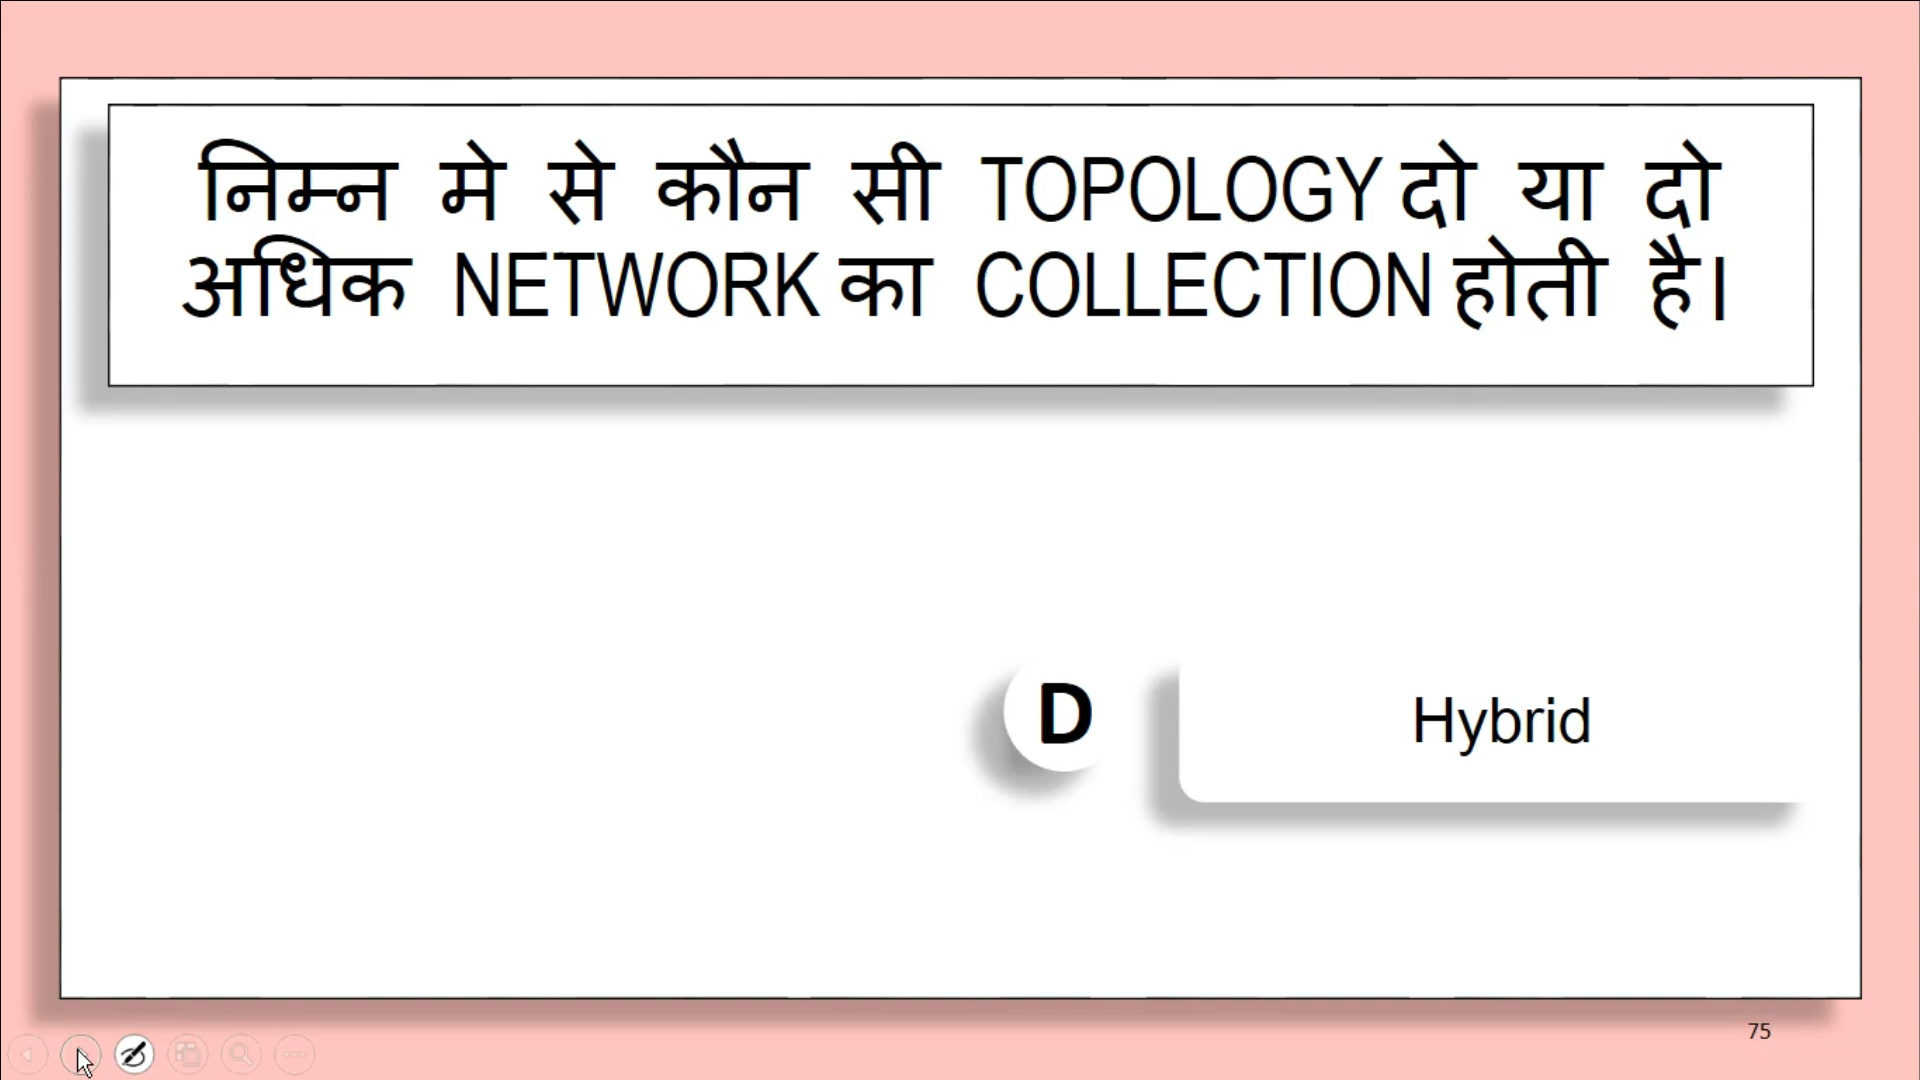 निम्न मे से कौन सी TOPOLOGY दो या दो
अधिक NETWORK का COLLECTION होती है।
D
Hybrid
75